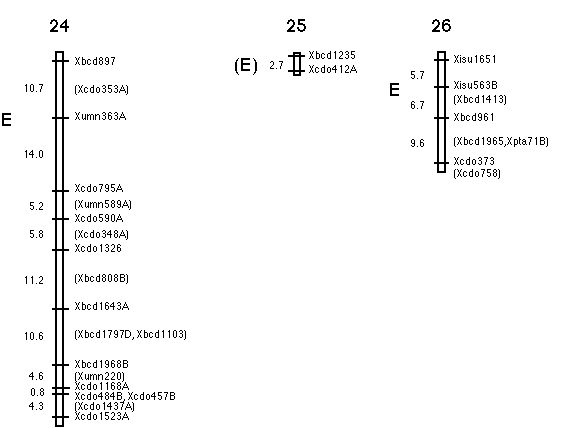 24
Xbcd897
10.7
(Xcdo353A)
E
Xumn363A
14.0
Xcdo795A
5.2
(Xumn589A)
Xcdo590A
5.8
(Xcdo348A)
Xcdo1326
11.2
(Xbcd808B)
Xbcd1643A
10.6
(Xbcd1797D, Xbcd1103)
Xbcd1968B
4.6
(Xumn220)
Xcdo1168A
0.8
Xcdo484B, Xcdo457B
4.3
(Xcdo1437A)
Xcdo1523A
25
Xbcd1235
(E)
2.7
Xcdo412A
26
Xisu1651
5.7
Xisu563B
E
(Xbcd1413)
6.7
Xbcd961
9.6
(Xbcd1965,Xpta71B)
Xcdo373
(Xcdo758)